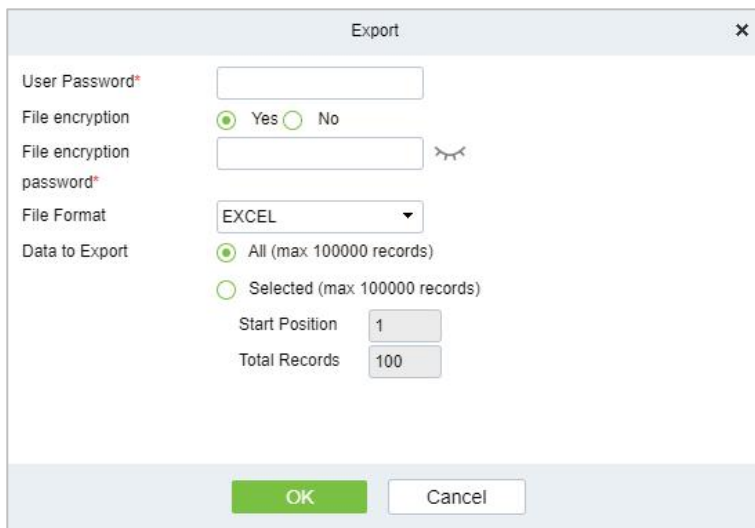 Export
User Password*
File encryption Yes No
File encryption
password*
File Format EXCEL
Data to Export All (max 100000 records)
Selected (max 100000 records)
Start Position 1
Total Records 100
OK Cancel